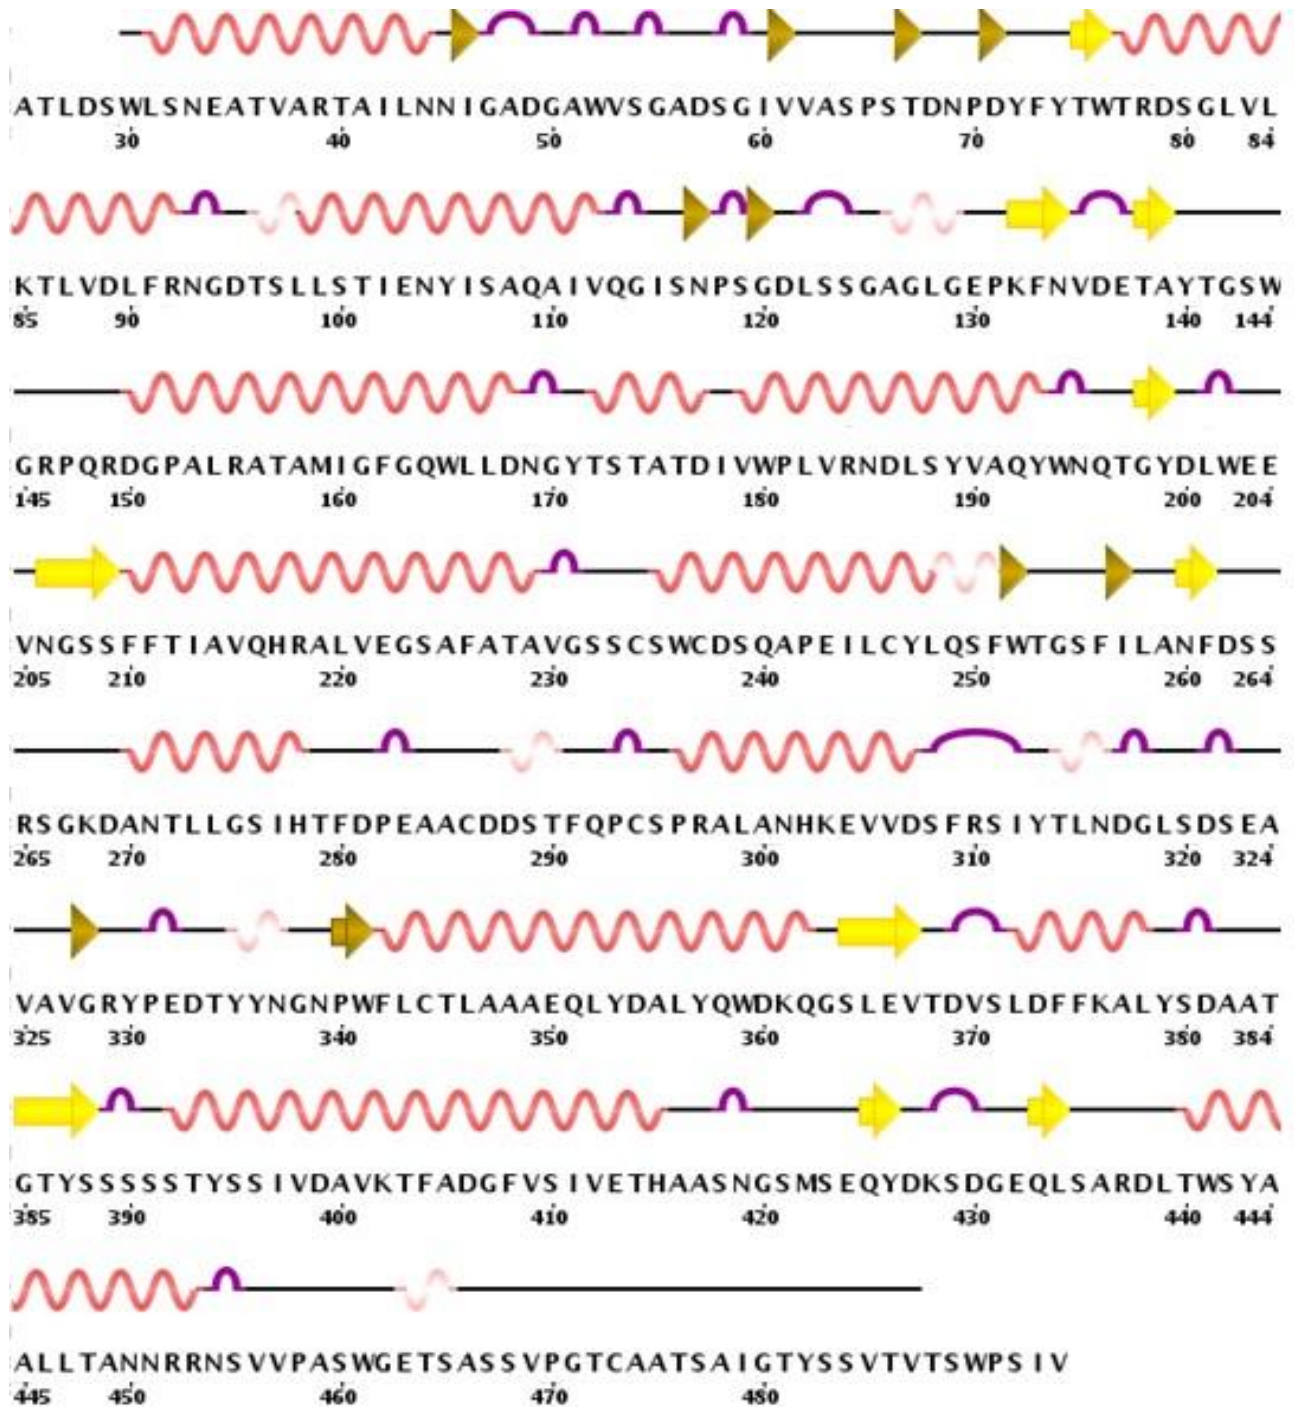 ATLDSWLSNEATVARTAILNNIGADGAWVSGADSGIVVASPSTDNPDYFYTWTRDSGLVL
30 40 50 60 70 80 84
KTLVDLFRNGDTSLLSTIENYISAQAIVQGISNPSGDLSSGAGLGEPKFNVDETAYTGSW
85 90 100 110 120 130 140 144
GRPQRDGPALRATAMIGFGQWLLDNGYTSTATDIVWPLVRNDLSYVAQYWNQTGYDLWEE
145 150 160 170 180 190 200 204
VNGSSFFTIAVQHRALVEGSAFATAVGSSCSWCDSQAPEILCYLQSFWTGSFILANFDSS
205 210 220 230 240 250 260 264
RSGKDANTLLGSIHTFDPEAACDDSTFQPCSPRALANHKEVVDSFRSIYTLNDGLSDSEA
265 270 280 290 300 310 320 324
VAVGRYPEDTYYNGNPWFLCTLAAAEQLYDALYQWDKQGSLEVTDVSLDFFKALYSDAAT
325 330 340 350 360 370 380 384
GTYSSSSSTYSSIVDAVKTFADGFVSIVETHAASNGSMSEQYDKSDGEQLSARDLTWSYA
385 390 400 410 420 430 440 444
ALLTANNRRNSVVPASWGETSASSVPGTCAATSAIGTYSSVTVTSWPSIV
445 450 460 470 480